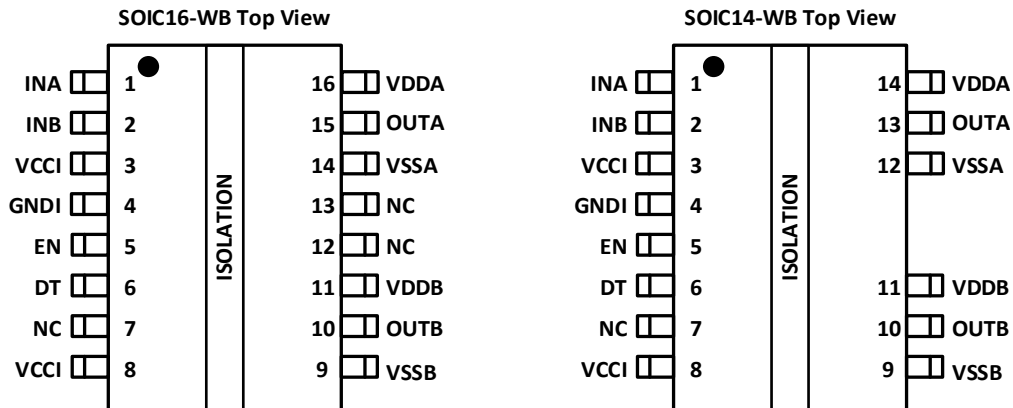 SOIC16-WB Top View
INA 1 16 VDDA
INB 2 15 OUTA
VCCI 3 14 VSSA
GNDI 4 13 NC
EN 5 12 NC
DT 6 11 VDDB
NC 7 10 OUTB
VCCI 8 9 VSSB
ISOLATION
SOIC14-WB Top View
INA 1 14 VDDA
INB 2 13 OUTA
VCCI 3 12 VSSA
GNDI 4
EN 5
DT 6 11 VDDB
NC 7 10 OUTB
VCCI 8 9 VSSB
ISOLATION